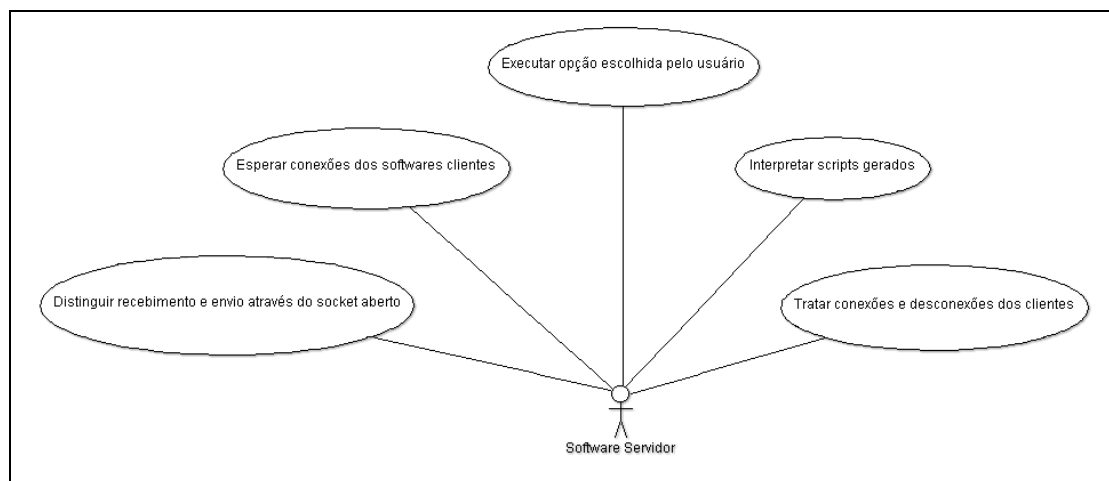 Executar opção escolhida pelo usuário
Esperar conexões dos softwares clientes
Interpretar scripts gerados
Distinguir recebimento e envio através do socket aberto
Tratar conexões e desconexões dos clientes
Software Servidor